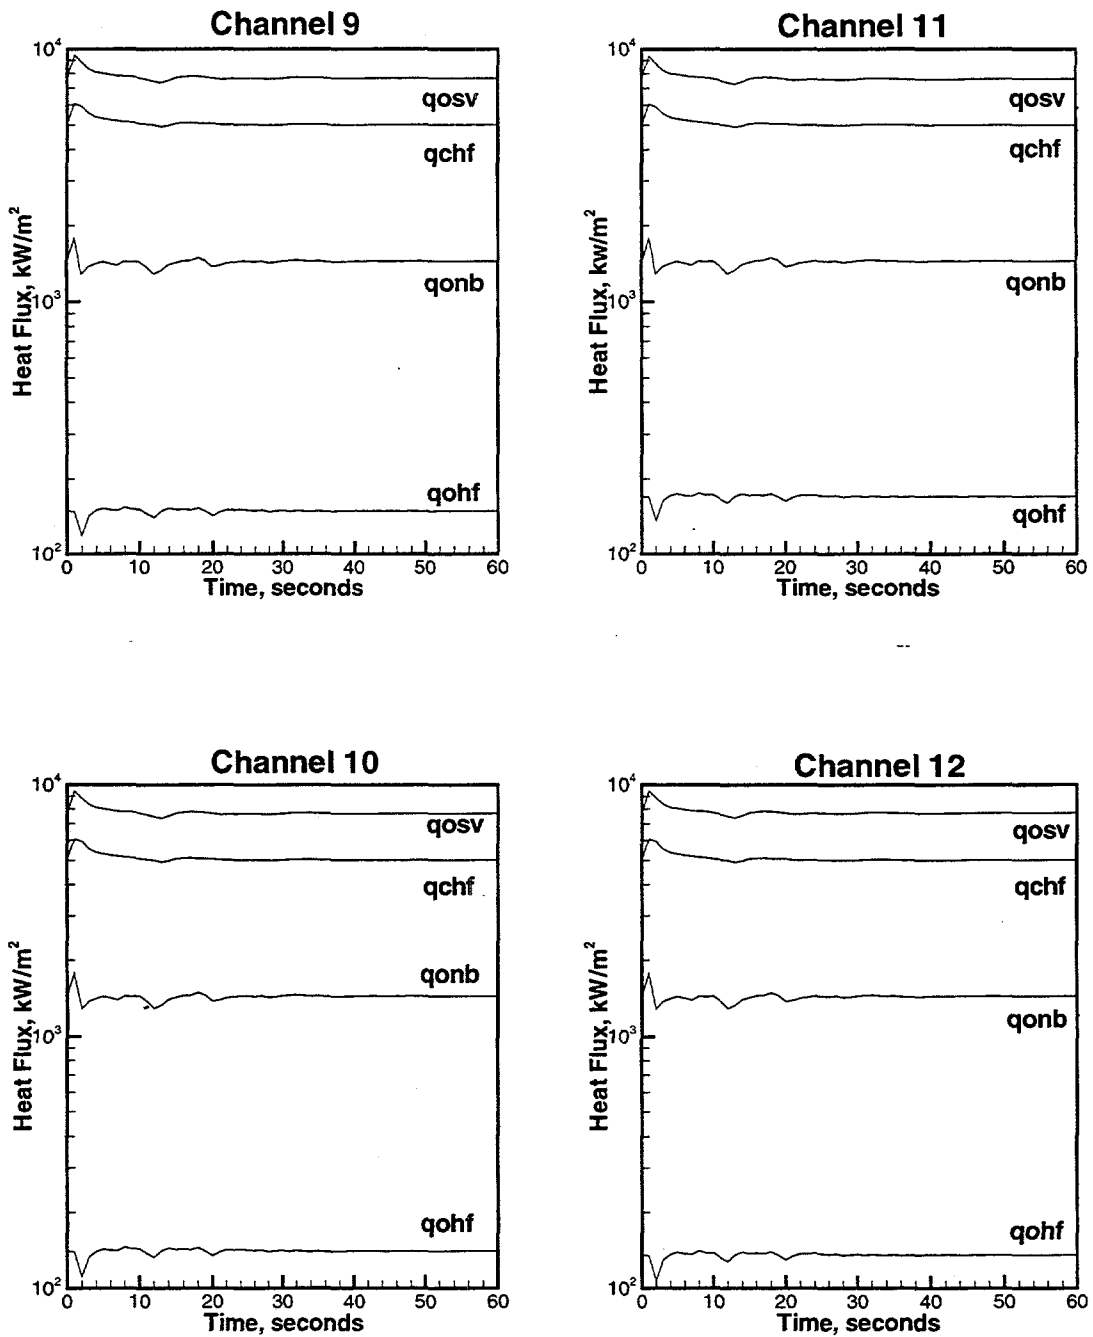 Channel 9
10⁴
qosv
qchf
qonb
10³
qohf
10²
Heat Flux, kW/m²
0 10 20 30 40 50 60
Time, seconds
Channel 11
10⁴
qosv
qchf
qonb
10³
qohf
10²
Heat Flux, kw/m²
0 10 20 30 40 50 60
Time, seconds
Channel 10
10⁴
qosv
qchf
qonb
10³
qohf
10²
Heat Flux, kW/m²
0 10 20 30 40 50 60
Time, seconds
Channel 12
10⁴
qosv
qchf
qonb
10³
qohf
10²
Heat Flux, kW/m²
0 10 20 30 40 50 60
Time, seconds